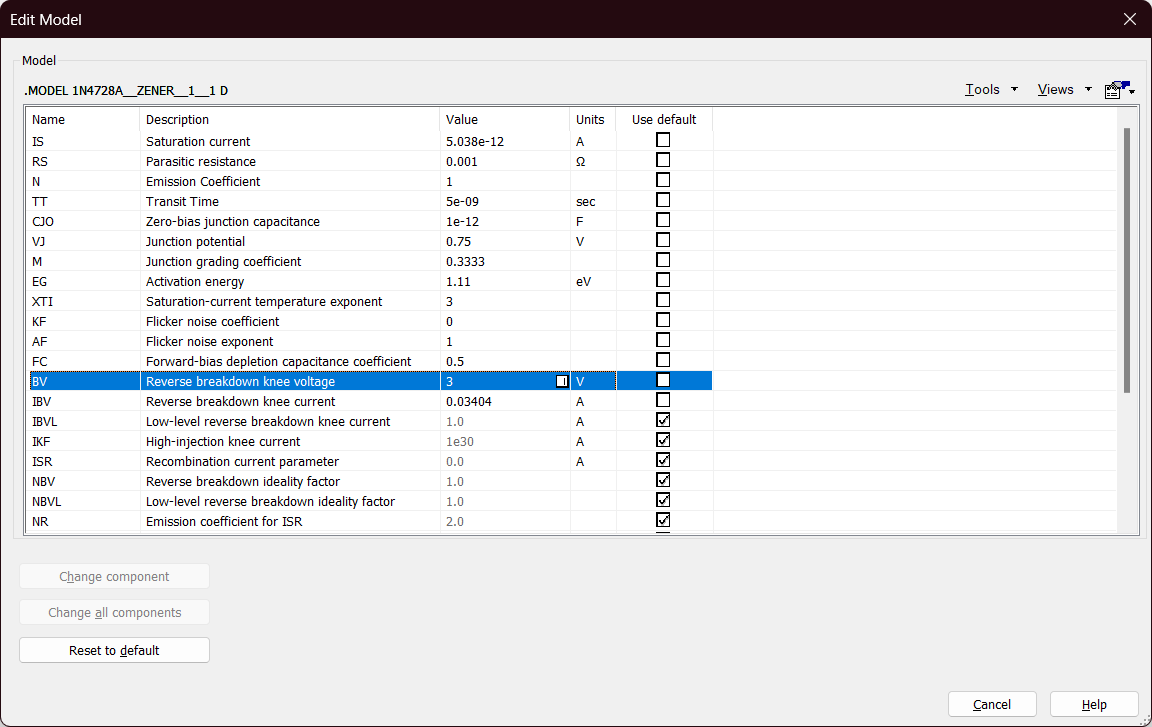 Edit Model
Model
.MODEL 1N4728A__ZENER__1__1 D
Tools Views
Name Description Value Units Use default
IS Saturation current 5.038e-12 A
RS Parasitic resistance 0.001 Ω
N Emission Coefficient 1
TT Transit Time 5e-09 sec
CJO Zero-bias junction capacitance 1e-12 F
VJ Junction potential 0.75 V
M Junction grading coefficient 0.3333
EG Activation energy 1.11 eV
XTI Saturation-current temperature exponent 3
KF Flicker noise coefficient 0
AF Flicker noise exponent 1
FC Forward-bias depletion capacitance coefficient 0.5
BV Reverse breakdown knee voltage 3 V
IBV Reverse breakdown knee current 0.03404 A
IBVL Low-level reverse breakdown knee current 1.0 A
IKF High-injection knee current 1e30 A
ISR Recombination current parameter 0.0 A
NBV Reverse breakdown ideality factor 1.0
NBVL Low-level reverse breakdown ideality factor 1.0
NR Emission coefficient for ISR 2.0
Change component
Change all components
Reset to default
Cancel Help